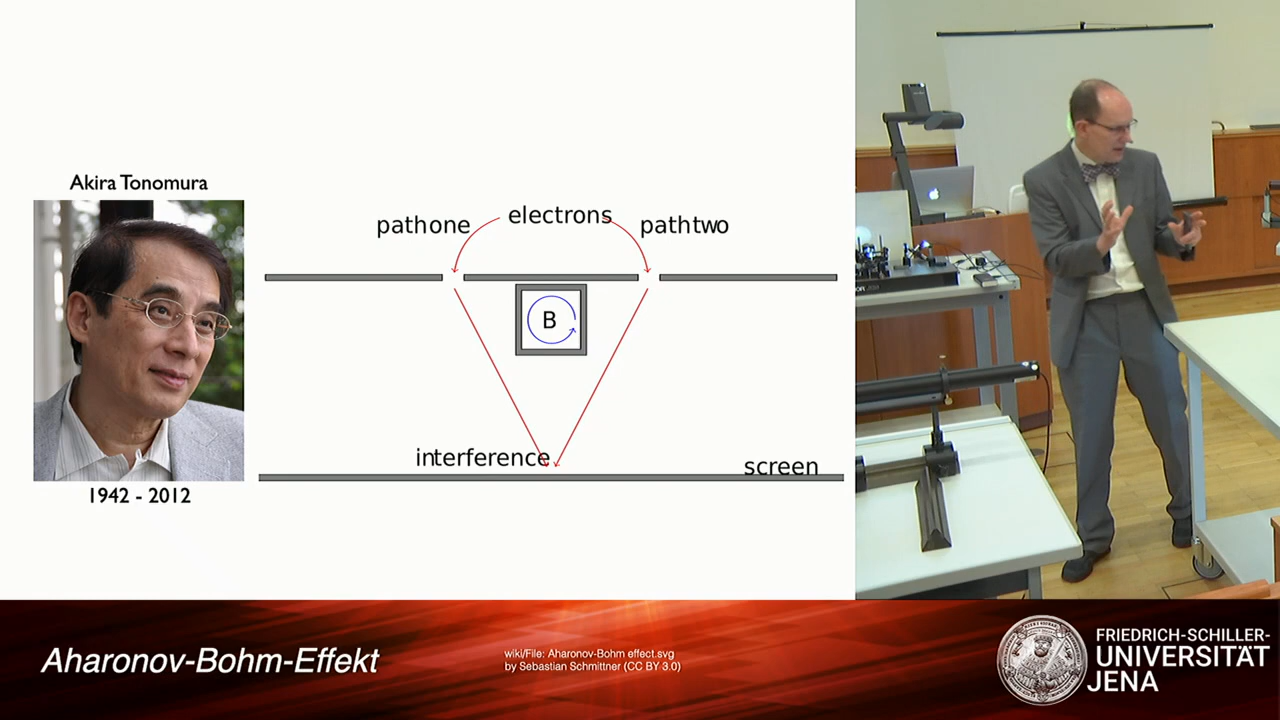 Akira Tonomura
1942 - 2012
pathone
electrons
pathtwo
B
interference
screen
Aharonov-Bohm-Effekt
wiki/File: Aharonov-Bohm effect.svg
by Sebastian Schmittner (CC BY 3.0)
FRIEDRICH-SCHILLER-
UNIVERSITÄT
JENA